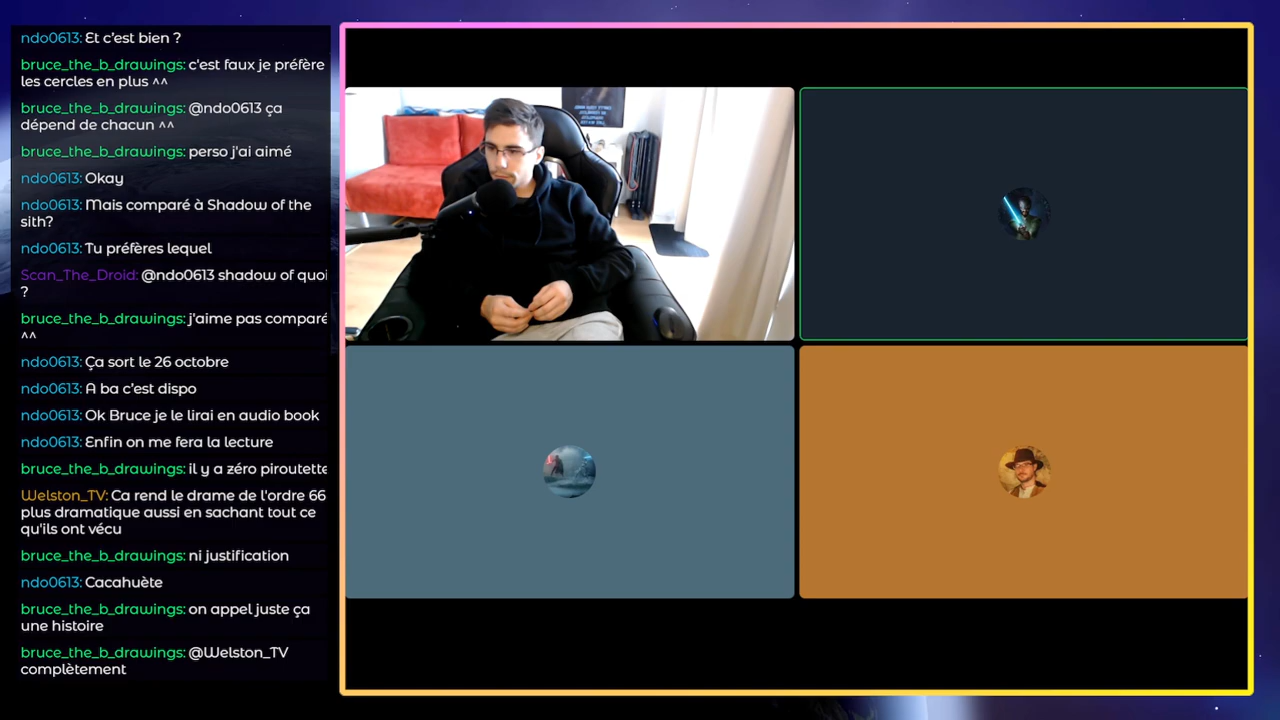 ndo0613: Et c'est bien ?
bruce_the_b_drawings: c'est faux je préfère
les cercles en plus ^^
bruce_the_b_drawings: @ndo0613 ça
dépend de chacun ^^
bruce_the_b_drawings: perso j'ai aimé
ndo0613: Okay
ndo0613: Mais comparé à Shadow of the
sith?
ndo0613: Tu préfères lequel
Scan_The_Droid: @ndo0613 shadow of quoi
?
bruce_the_b_drawings: j'aime pas comparé
^^
ndo0613: Ça sort le 26 octobre
ndo0613: A ba c'est dispo
ndo0613: Ok Bruce je le lirai en audio book
ndo0613: Enfin on me fera la lecture
bruce_the_b_drawings: il y a zéro piroutette
Welston_TV: Ca rend le drame de l'ordre 66
plus dramatique aussi en sachant tout ce
qu'ils ont vécu
bruce_the_b_drawings: ni justification
ndo0613: Cacahuète
bruce_the_b_drawings: on appel juste ça
une histoire
bruce_the_b_drawings: @Welston_TV
complètement